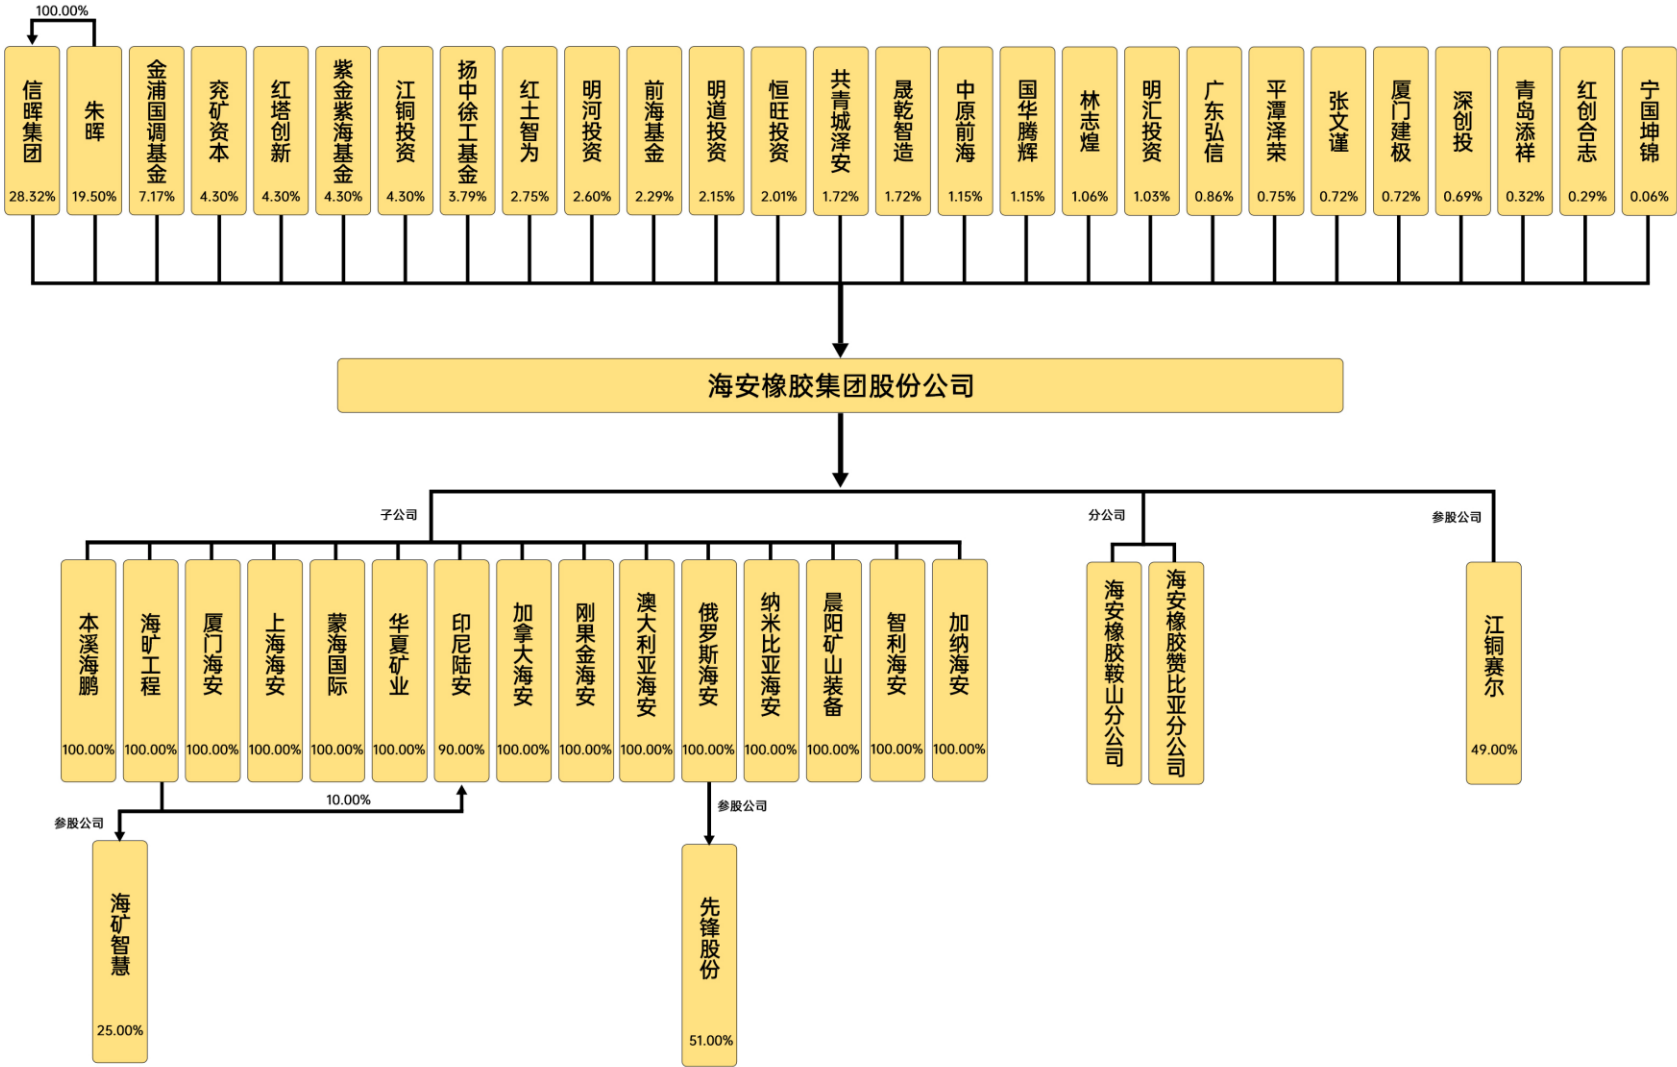 100.00%
信晖集团
28.32%
朱晖
19.50%
金浦国调基金
7.17%
兖矿资本
4.30%
红塔创新
4.30%
紫金紫海基金
4.30%
江铜投资
4.30%
扬中徐工基金
3.79%
红土智为
2.75%
明河投资
2.60%
前海基金
2.29%
明道投资
2.15%
恒旺投资
2.01%
共青城泽安
1.72%
晟乾智造
1.72%
中原前海
1.15%
国华腾辉
1.15%
林志煌
1.06%
明汇投资
1.03%
广东弘信
0.86%
平潭泽荣
0.75%
张文谨
0.72%
厦门建极
0.72%
深创投
0.69%
青岛添祥
0.32%
红创合志
0.29%
宁国坤锦
0.06%
海安橡胶集团股份公司
子公司
分公司
参股公司
本溪海鹏
100.00%
海矿工程
100.00%
厦门海安
100.00%
上海海安
100.00%
蒙海国际
100.00%
华夏矿业
100.00%
印尼陆安
90.00%
加拿大海安
100.00%
刚果金海安
100.00%
澳大利亚海安
100.00%
俄罗斯海安
100.00%
纳米比亚海安
100.00%
晨阳矿山装备
100.00%
智利海安
100.00%
加纳海安
100.00%
海安橡胶鞍山分公司
海安橡胶赞比亚分公司
江铜赛尔
49.00%
10.00%
参股公司
参股公司
海矿智慧
25.00%
先锋股份
51.00%